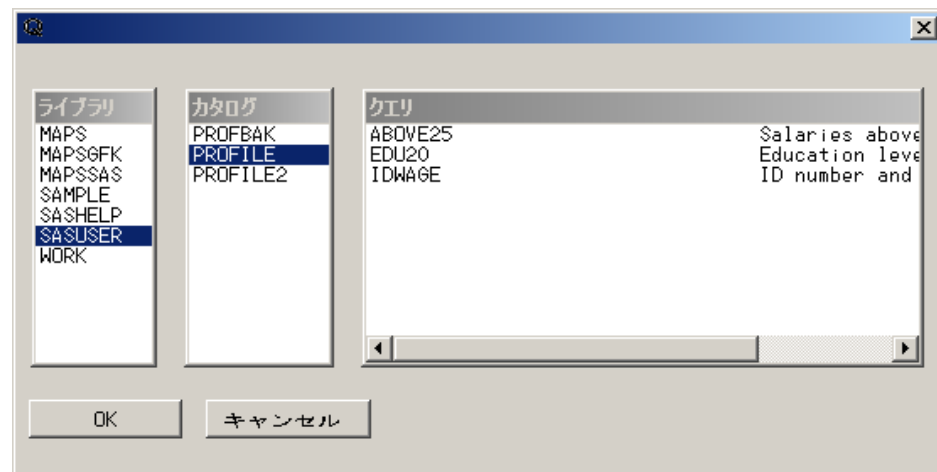 ライブラリ
MAPS
MAPSGFK
MAPSSAS
SAMPLE
SASHELP
SASUSER
WORK
カタログ
PROFBAK
PROFILE
PROFILE2
クエリ
ABOVE25 Salaries above
EDU20 Education leve
IDWAGE ID number and
OK
キャンセル